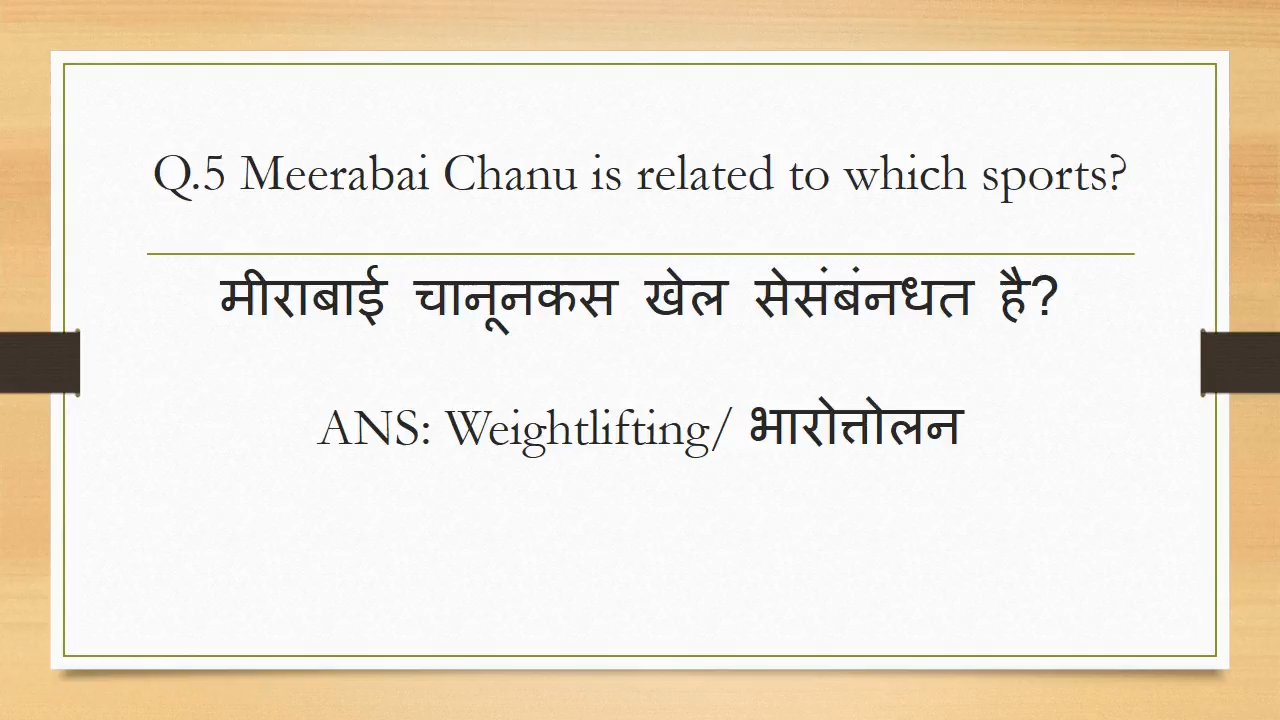 Q.5 Meerabai Chanu is related to which sports?
मीराबाई चानूनकस खेल सेसंबंनधत है?
ANS: Weightlifting/ भारोत्तोलन